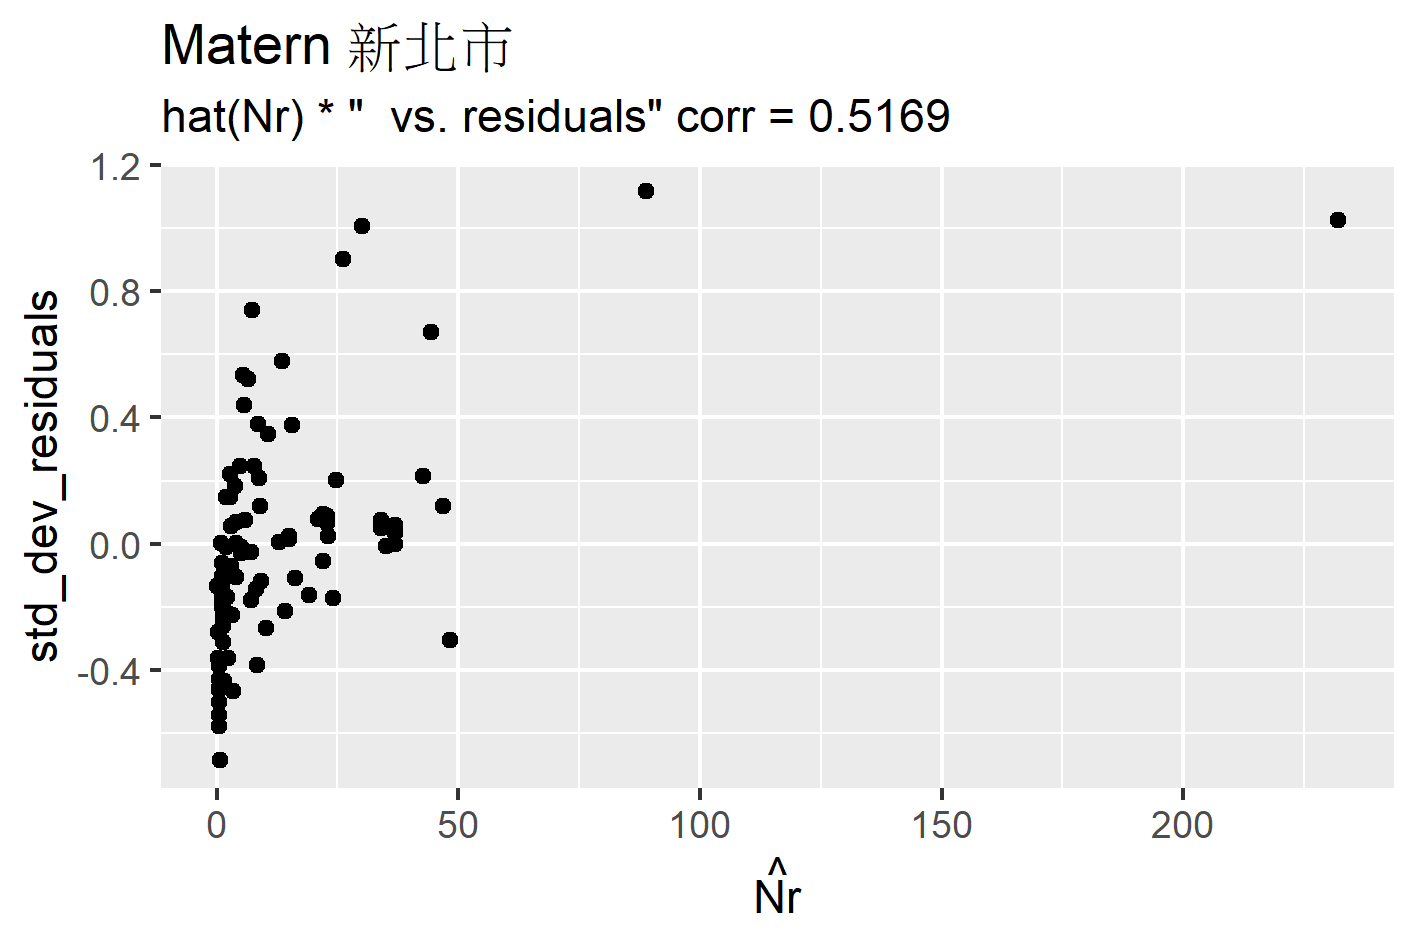 Matern 新北市
hat(Nr) * "  vs. residuals" corr = 0.5169
1.2
0.8
0.4
0.0
-0.4
std_dev_residuals
0 50 100 150 200
N̂r